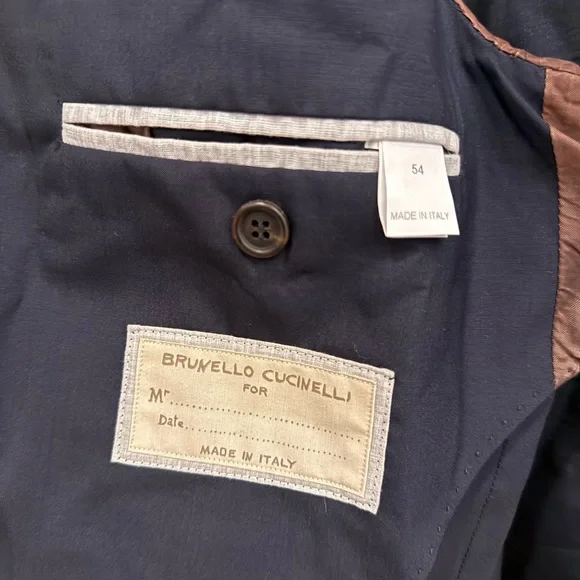 54
MADE IN ITALY
BRUNELLO CUCINELLI
FOR
Mr.
Date
MADE IN ITALY